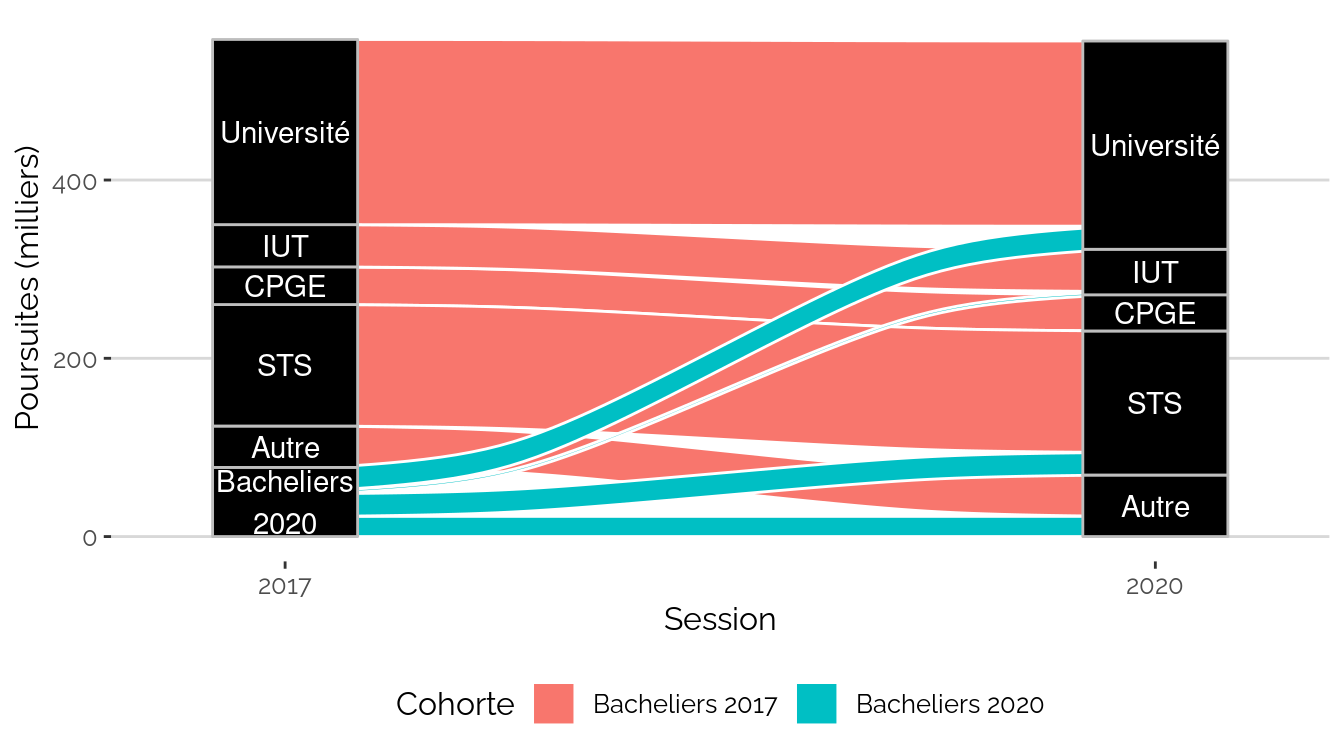 Poursuites (milliers)
400
200
0
Université
IUT
CPGE
STS
Autre
Bacheliers
2020
Université
IUT
CPGE
STS
Autre
2017
2020
Session
Cohorte
Bacheliers 2017
Bacheliers 2020